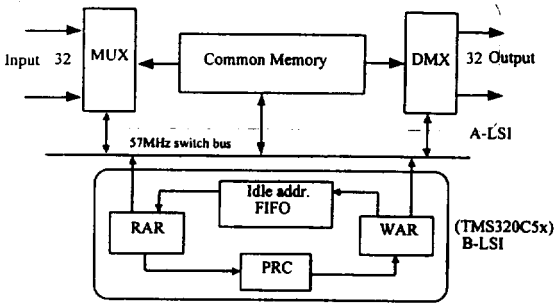 Input 32
MUX
Common Memory
DMX
32 Output
A-LSI
57MHz switch bus
Idle addr.
FIFO
RAR
WAR
PRC
(TMS320C5x)
B-LSI